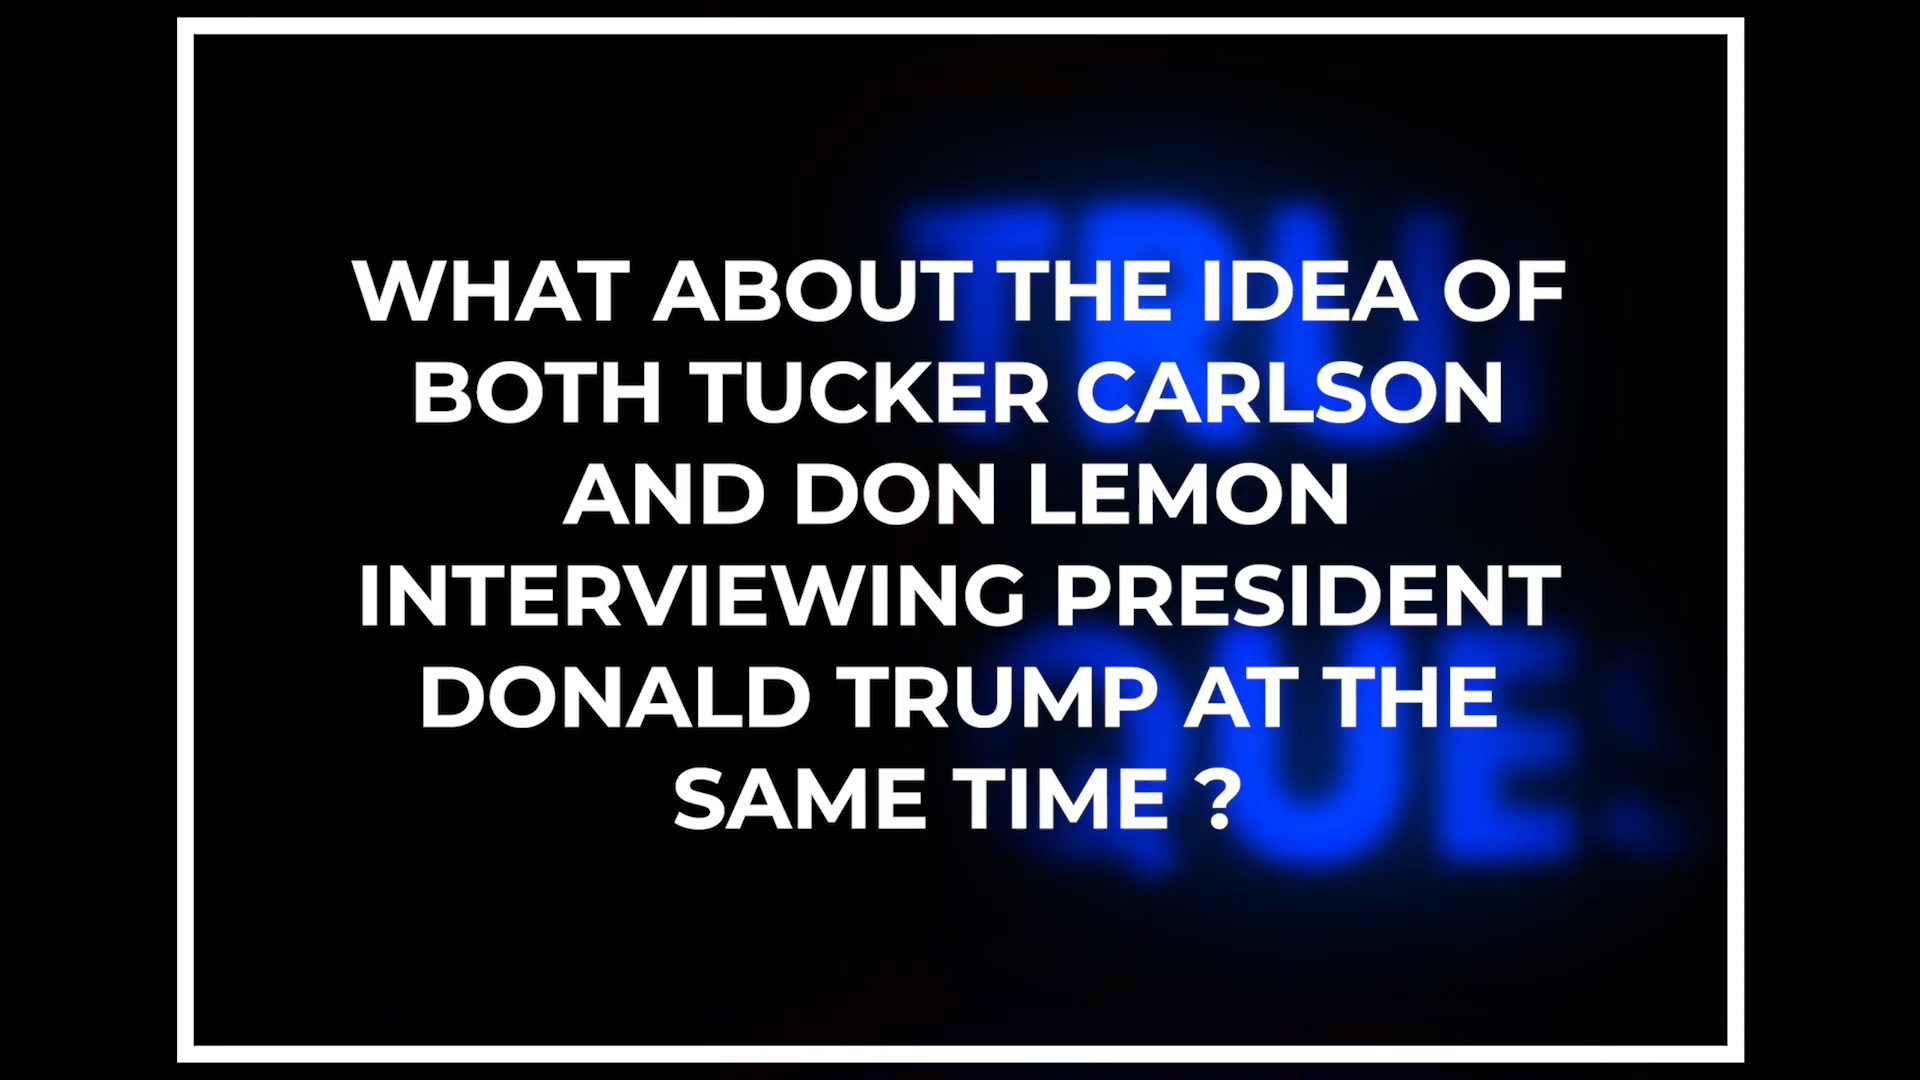 WHAT ABOUT THE IDEA OF
BOTH TUCKER CARLSON
AND DON LEMON
INTERVIEWING PRESIDENT
DONALD TRUMP AT THE
SAME TIME ?